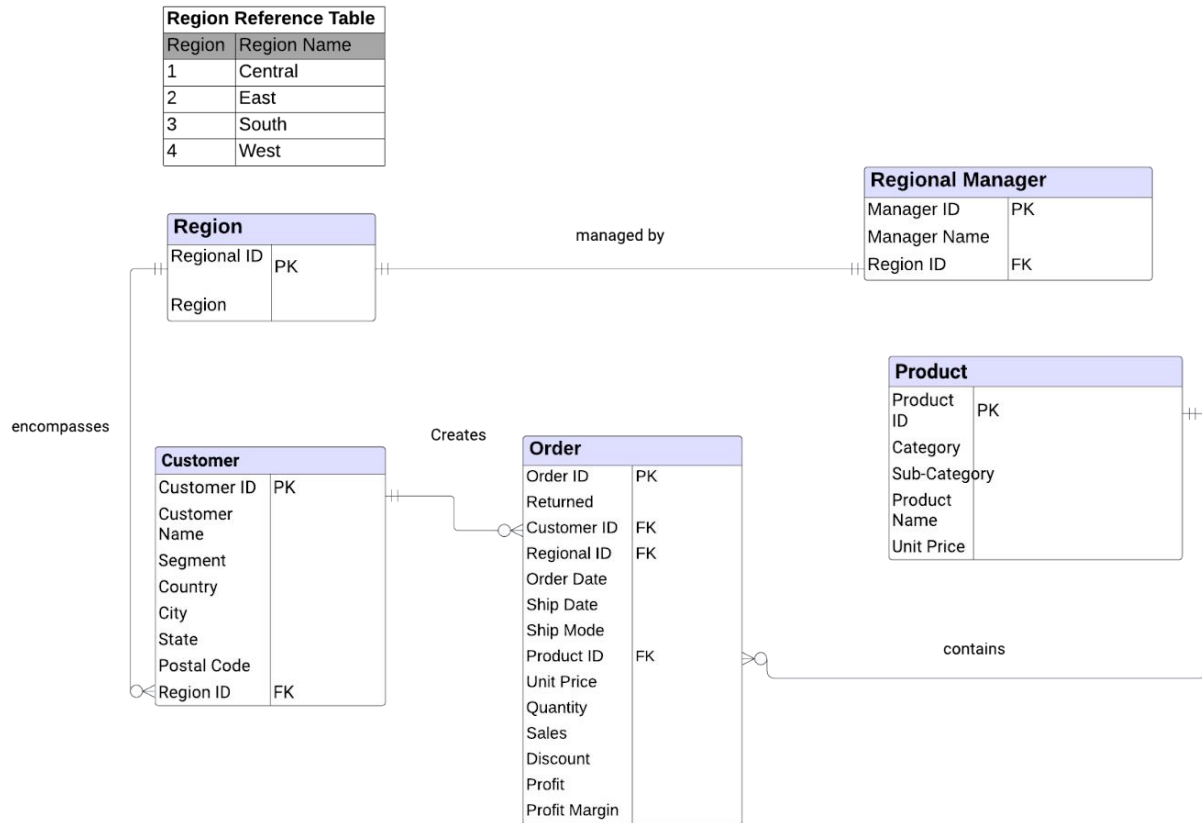 Region Reference Table
Region Region Name
1 Central
2 East
3 South
4 West
Regional Manager
Manager ID PK
Manager Name
Region ID FK
Region
Regional ID
PK
Region
managed by
Product
Product
ID
PK
Category
Sub-Category
Product
Name
Unit Price
encompasses
Creates
Customer
Customer ID PK
Customer
Name
Segment
Country
City
State
Postal Code
Region ID FK
Order
Order ID PK
Returned
Customer ID FK
Regional ID FK
Order Date
Ship Date
Ship Mode
Product ID FK
Unit Price
Quantity
Sales
Discount
Profit
Profit Margin
contains